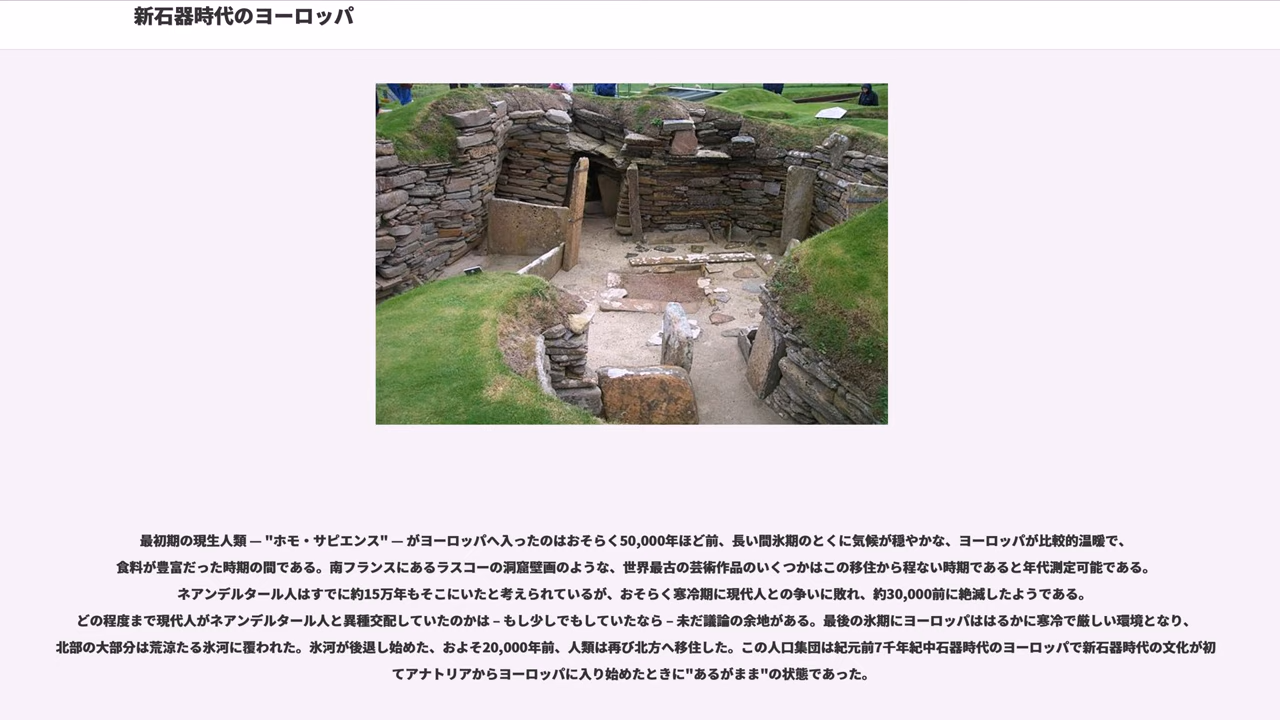 新石器時代のヨーロッパ
最初期の現生人類 — "ホモ・サピエンス" — がヨーロッパへ入ったのはおそらく50,000年ほど前、長い間氷期のとくに気候が穏やかな、ヨーロッパが比較的温暖で、
食料が豊富だった時期の間である。南フランスにあるラスコーの洞窟壁画のような、世界最古の芸術作品のいくつかはこの移住から程ない時期であると年代測定可能である。
ネアンデルタール人はすでに約15万年もそこにいたと考えられているが、おそらく寒冷期に現代人との争いに敗れ、約30,000前に絶滅したようである。
どの程度まで現代人がネアンデルタール人と異種交配していたのかは – もし少しでもしていたなら – 未だ議論の余地がある。最後の氷期にヨーロッパははるかに寒冷で厳しい環境となり、
北部の大部分は荒涼たる氷河に覆われた。氷河が後退し始めた、およそ20,000年前、人類は再び北方へ移住した。この人口集団は紀元前7千年紀中石器時代のヨーロッパで新石器時代の文化が初
てアナトリアからヨーロッパに入り始めたときに"あるがまま"の状態であった。